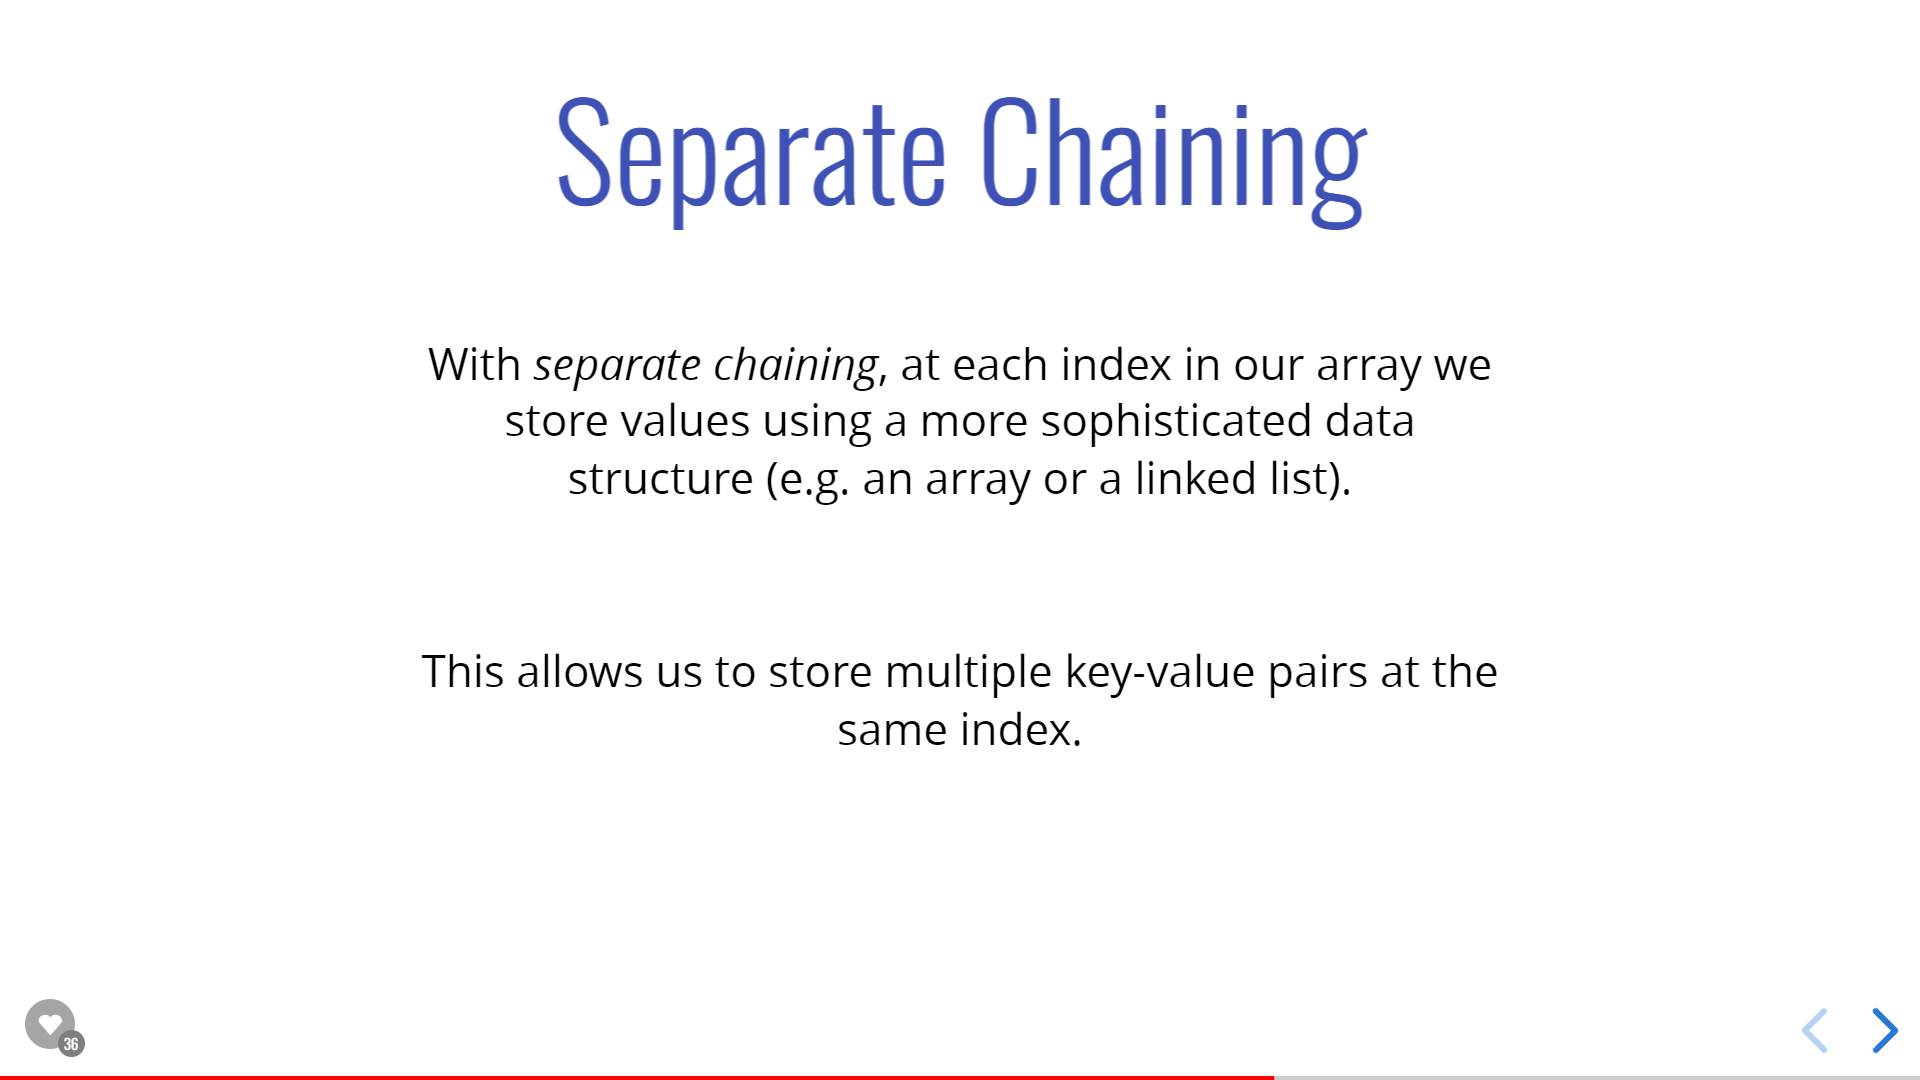 Separate Chaining
With separate chaining, at each index in our array we
store values using a more sophisticated data
structure (e.g. an array or a linked list).
This allows us to store multiple key-value pairs at the
same index.
36